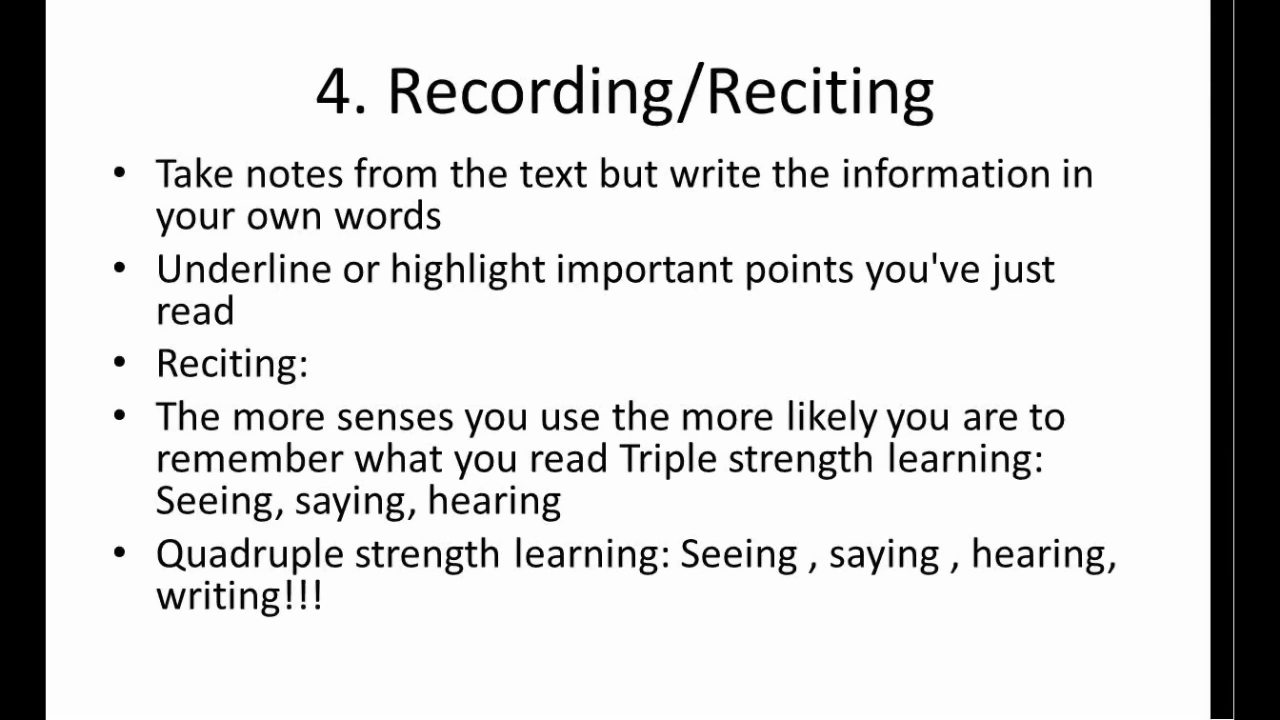 4. Recording/Reciting
• Take notes from the text but write the information in
your own words
• Underline or highlight important points you've just
read
• Reciting:
• The more senses you use the more likely you are to
remember what you read Triple strength learning:
Seeing, saying, hearing
• Quadruple strength learning: Seeing , saying , hearing,
writing!!!